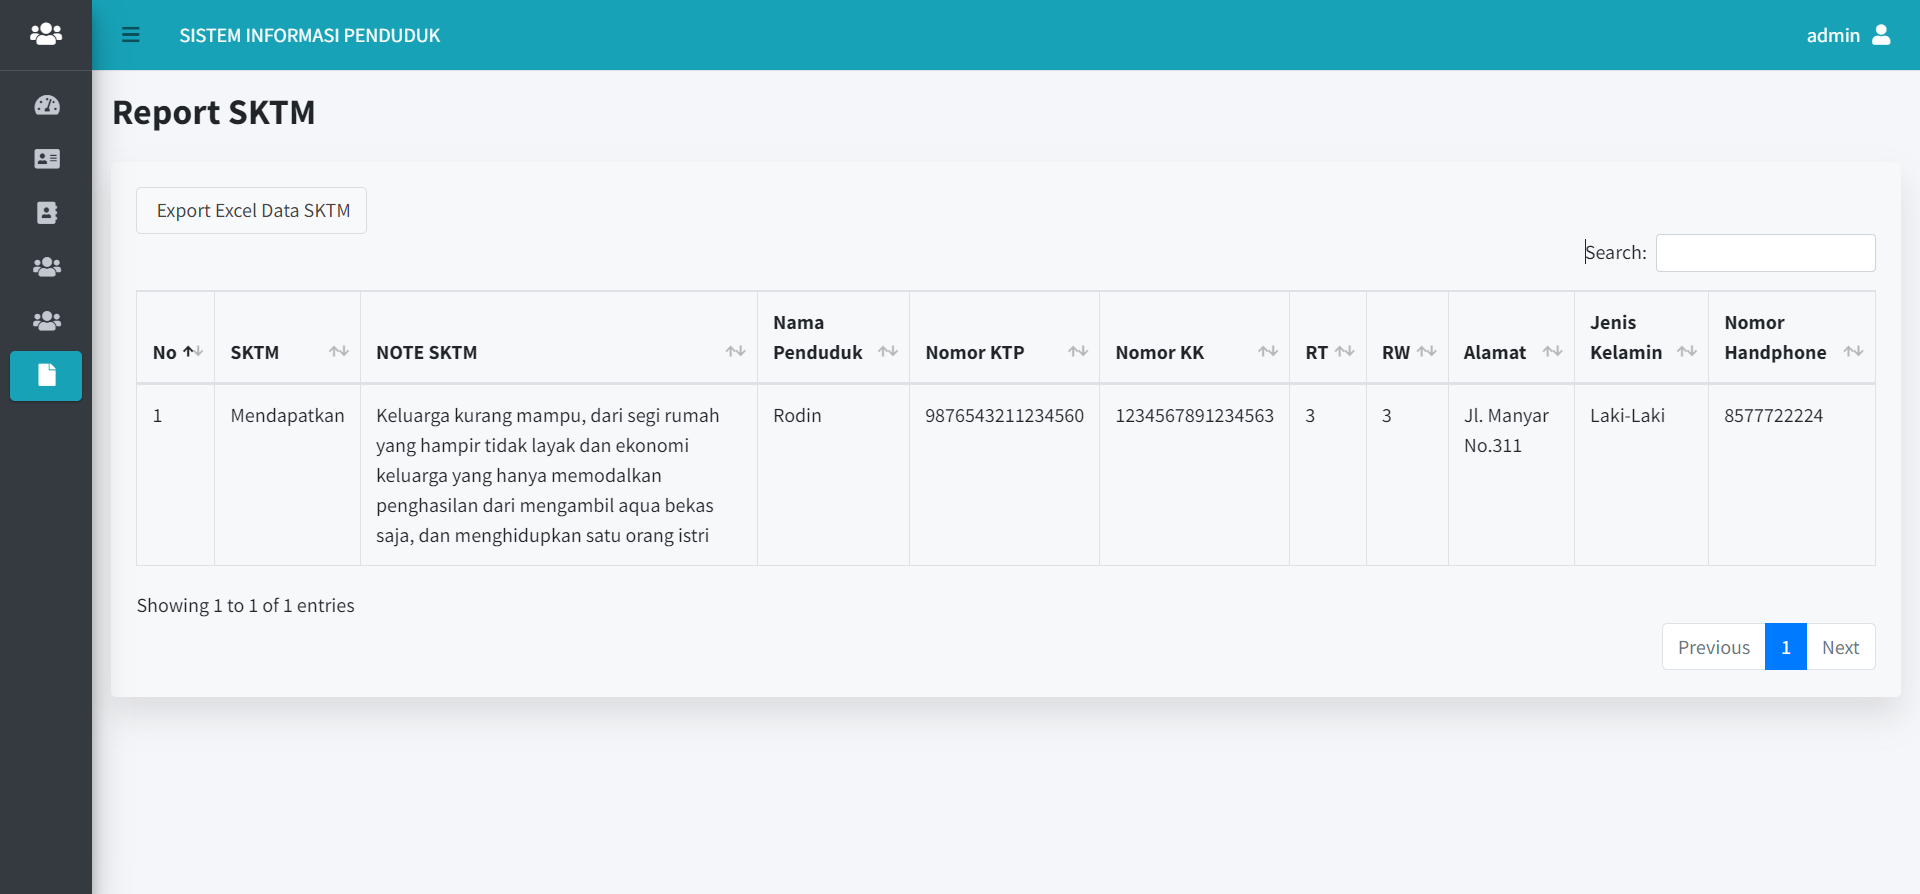 SISTEM INFORMASI PENDUDUK
admin
Report SKTM
Export Excel Data SKTM
Search:
No
SKTM
NOTE SKTM
Nama
Penduduk
Nomor KTP
Nomor KK
RT
RW
Alamat
Jenis
Kelamin
Nomor
Handphone
1
Mendapatkan
Keluarga kurang mampu, dari segi rumah
yang hampir tidak layak dan ekonomi
keluarga yang hanya memodalkan
penghasilan dari mengambil aqua bekas
saja, dan menghidupkan satu orang istri
Rodin
9876543211234560
1234567891234563
3
3
Jl. Manyar
No.311
Laki-Laki
8577722224
Showing 1 to 1 of 1 entries
Previous
1
Next